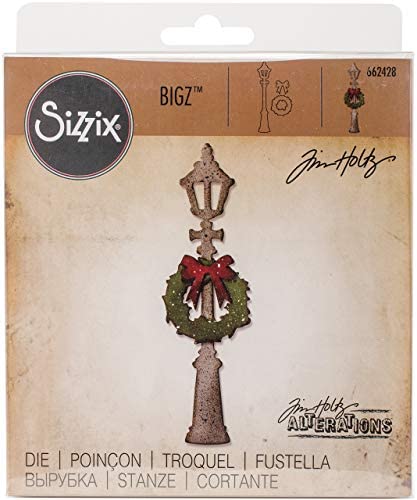 Sizzix®
BIGZ™
662428
Tim Holtz
Tim Holtz
ALTERATIONS
DIE | POINÇON | TROQUEL | FUSTELLA
ВЫРУБКА | STANZE | CORTANTE